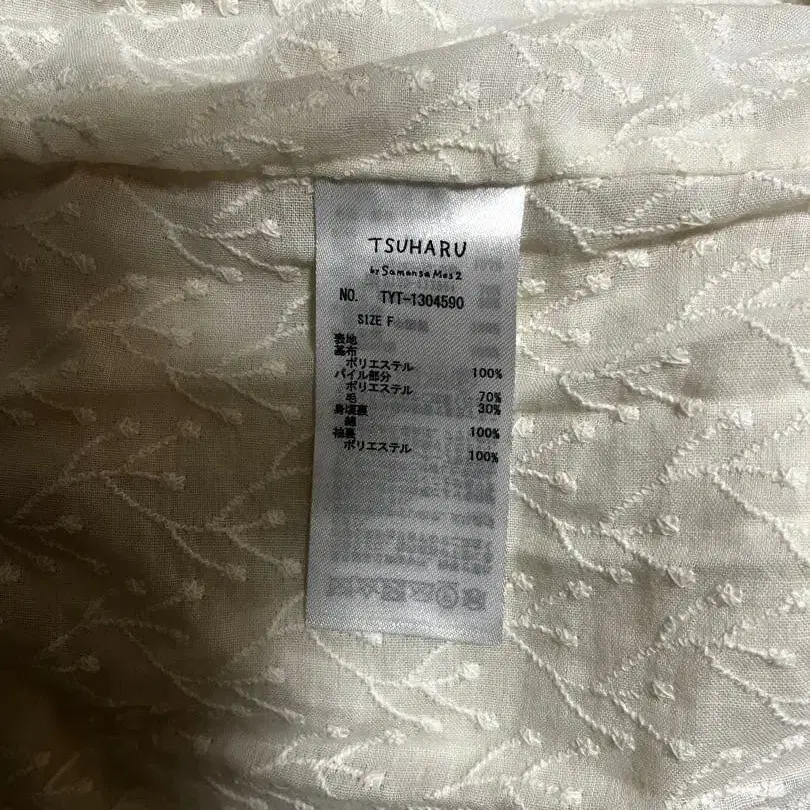 TSUHARU
by Samansa Mos2
NO. TYT-1304590
SIZE F
表地
基布
ポリエステル 100%
パイル部分
ポリエステル 70%
毛 30%
身頃裏
綿 100%
袖裏
ポリエステル 100%